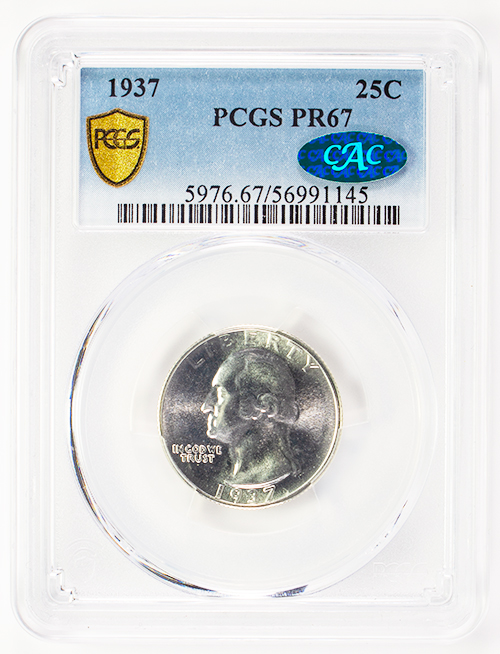 1937 25C
PCGS PR67
PCGS CAC
5976.67/56991145
LIBERTY
IN GOD WE
TRUST
1937